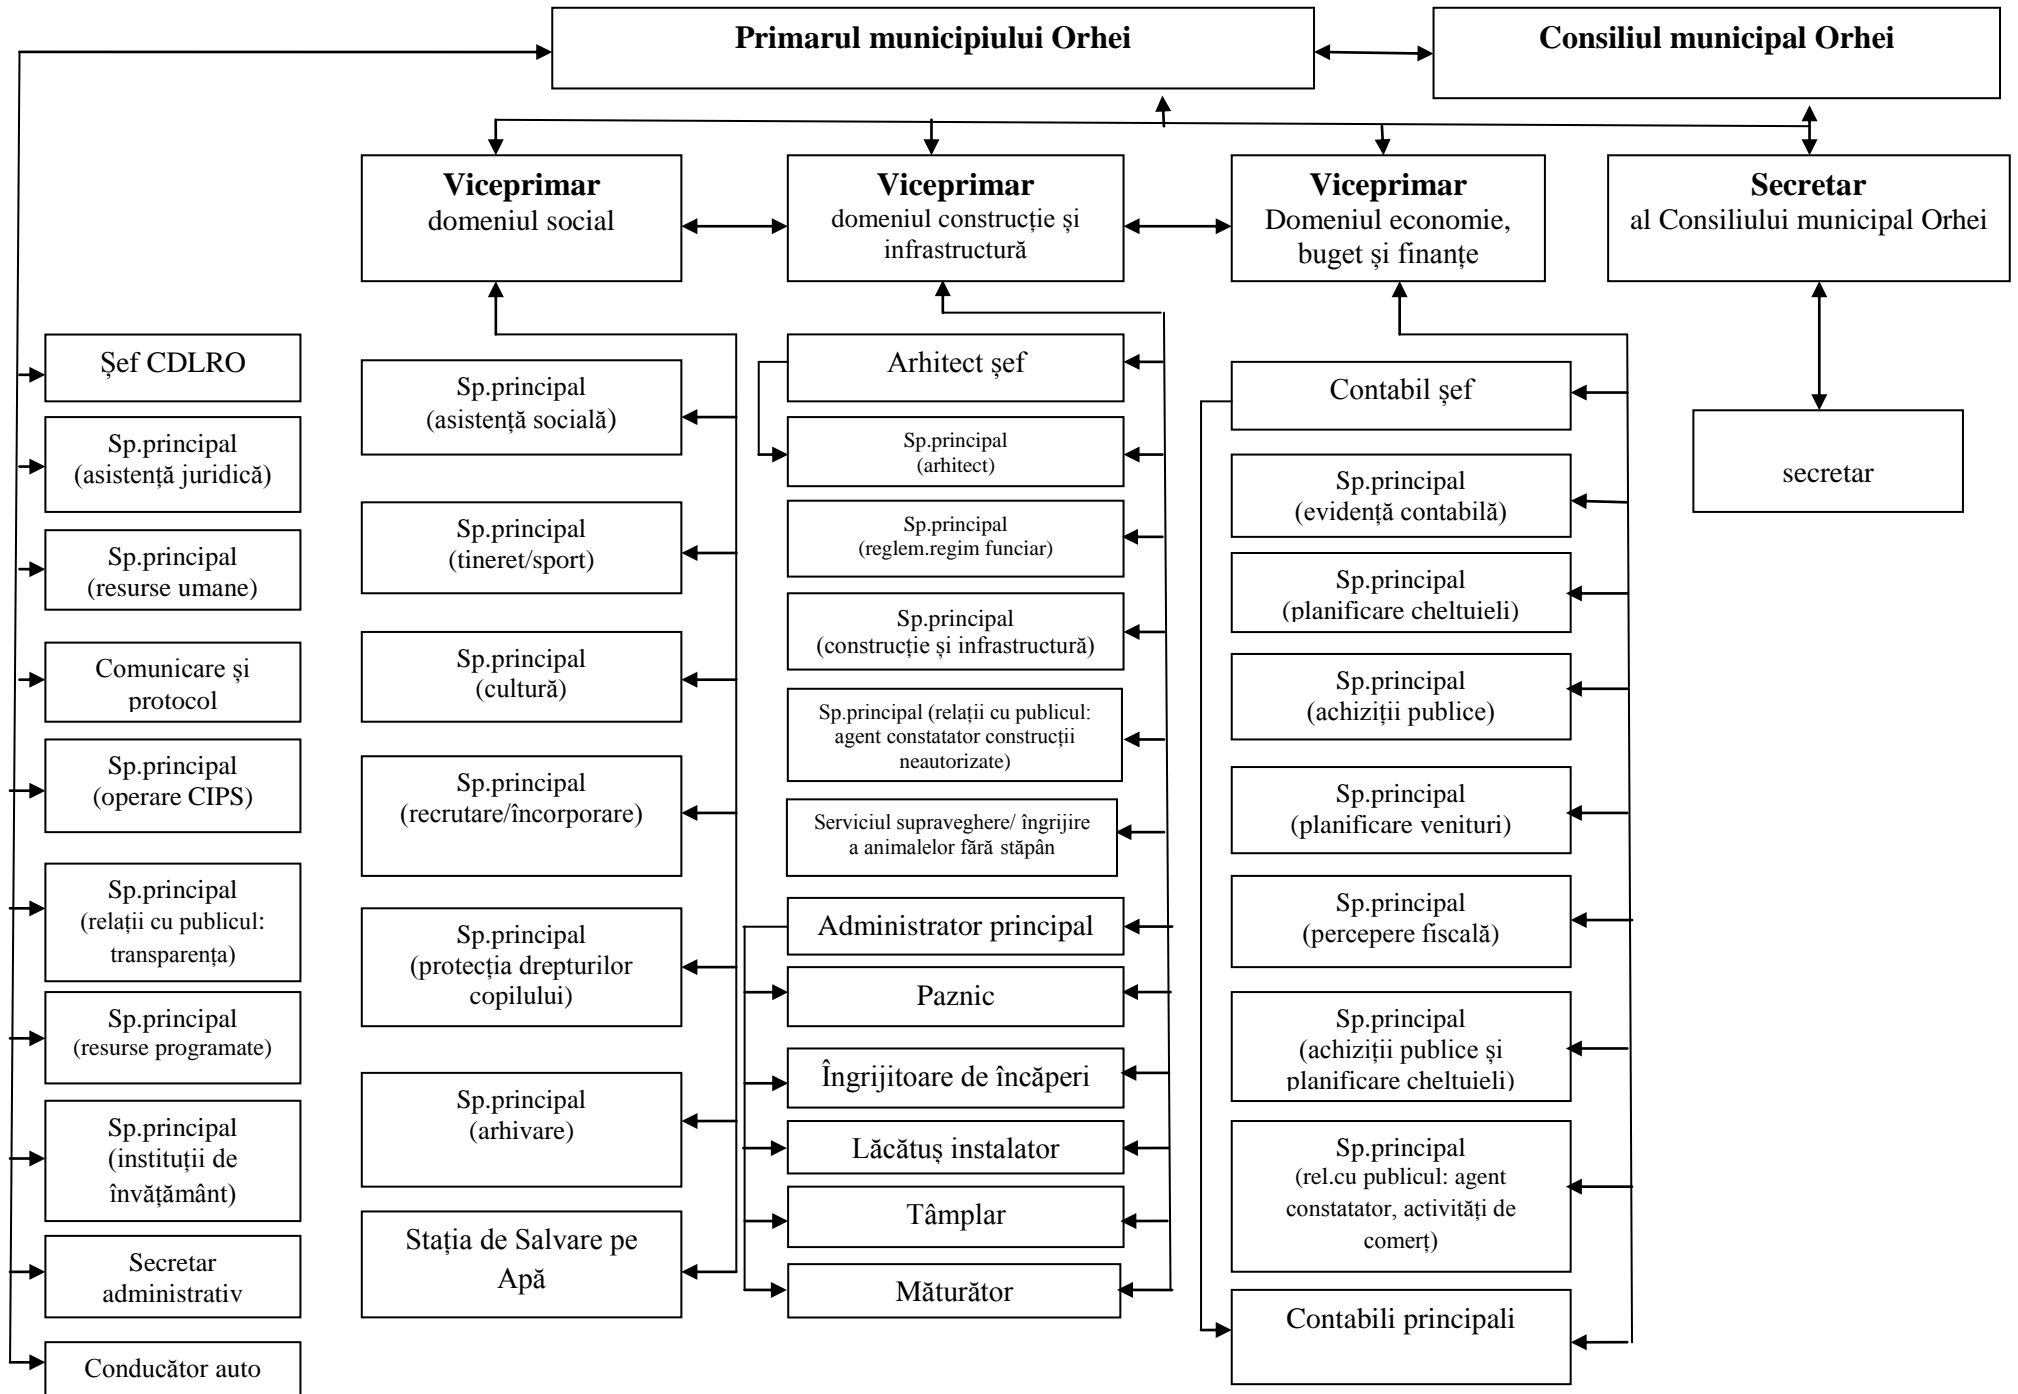 Primarul municipiului Orhei
Consiliul municipal Orhei
Viceprimar
domeniul social
Viceprimar
domeniul construcție și
infrastructură
Viceprimar
Domeniul economie,
buget și finanțe
Secretar
al Consiliului municipal Orhei
Șef CDLRO
Sp.principal
(asistență juridică)
Sp.principal
(resurse umane)
Comunicare și
protocol
Sp.principal
(operare CIPS)
Sp.principal
(relații cu publicul:
transparența)
Sp.principal
(resurse programate)
Sp.principal
(instituții de
învățământ)
Secretar
administrativ
Conducător auto
Sp.principal
(asistență socială)
Sp.principal
(tineret/sport)
Sp.principal
(cultură)
Sp.principal
(recrutare/încorporare)
Sp.principal
(protecția drepturilor
copilului)
Sp.principal
(arhivare)
Stația de Salvare pe
Apă
Arhitect șef
Sp.principal
(arhitect)
Sp.principal
(reglem.regim funciar)
Sp.principal
(construcție și infrastructură)
Sp.principal (relații cu publicul:
agent constatator construcții
neautorizate)
Serviciul supraveghere/ îngrijire
a animalelor fără stăpân
Administrator principal
Paznic
Îngrijitoare de încăperi
Lăcătuș instalator
Tâmplar
Măturător
Contabil șef
Sp.principal
(evidență contabilă)
Sp.principal
(planificare cheltuieli)
Sp.principal
(achiziții publice)
Sp.principal
(planificare venituri)
Sp.principal
(percepere fiscală)
Sp.principal
(achiziții publice și
planificare cheltuieli)
Sp.principal
(rel.cu publicul: agent
constatator, activități de
comerț)
Contabili principali
secretar